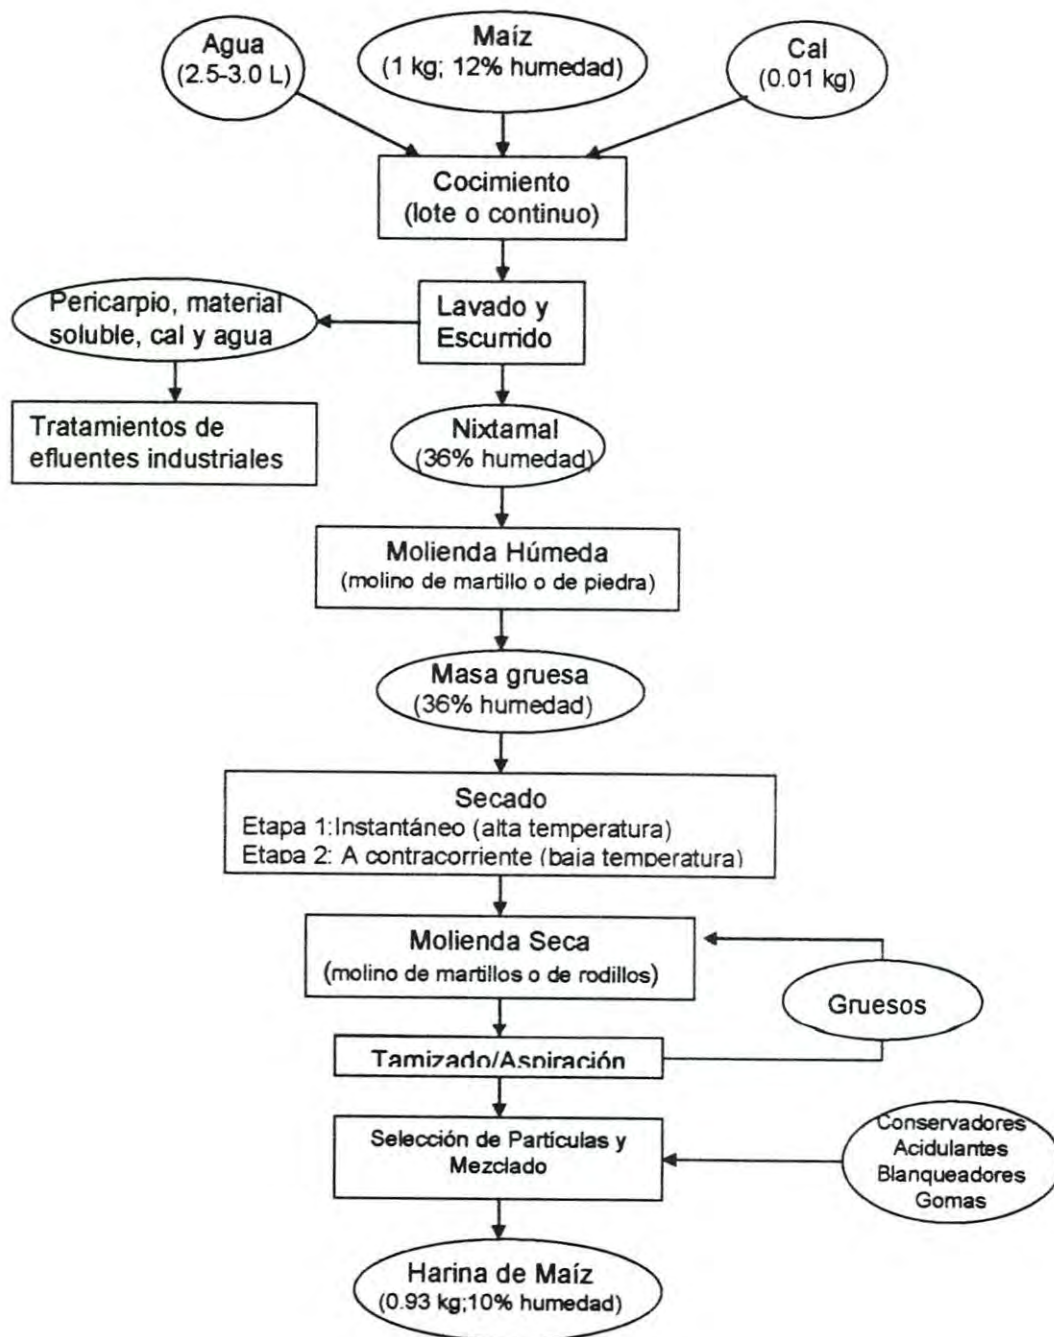 Agua
(2.5-3.0 L)
Maíz
(1 kg; 12% humedad)
Cal
(0.01 kg)
Cocimiento
(lote o continuo)
Pericarpio, material
soluble, cal y agua
Lavado y
Escurrido
Tratamientos de
efluentes industriales
Nixtamal
(36% humedad)
Molienda Húmeda
(molino de martillo o de piedra)
Masa gruesa
(36% humedad)
Secado
Etapa 1:Instantáneo (alta temperatura)
Etapa 2: A contracorriente (baja temperatura)
Molienda Seca
(molino de martillos o de rodillos)
Gruesos
Tamizado/Aspiración
Selección de Partículas y
Mezclado
Conservadores
Acidulantes
Blanqueadores
Gomas
Harina de Maíz
(0.93 kg;10% humedad)